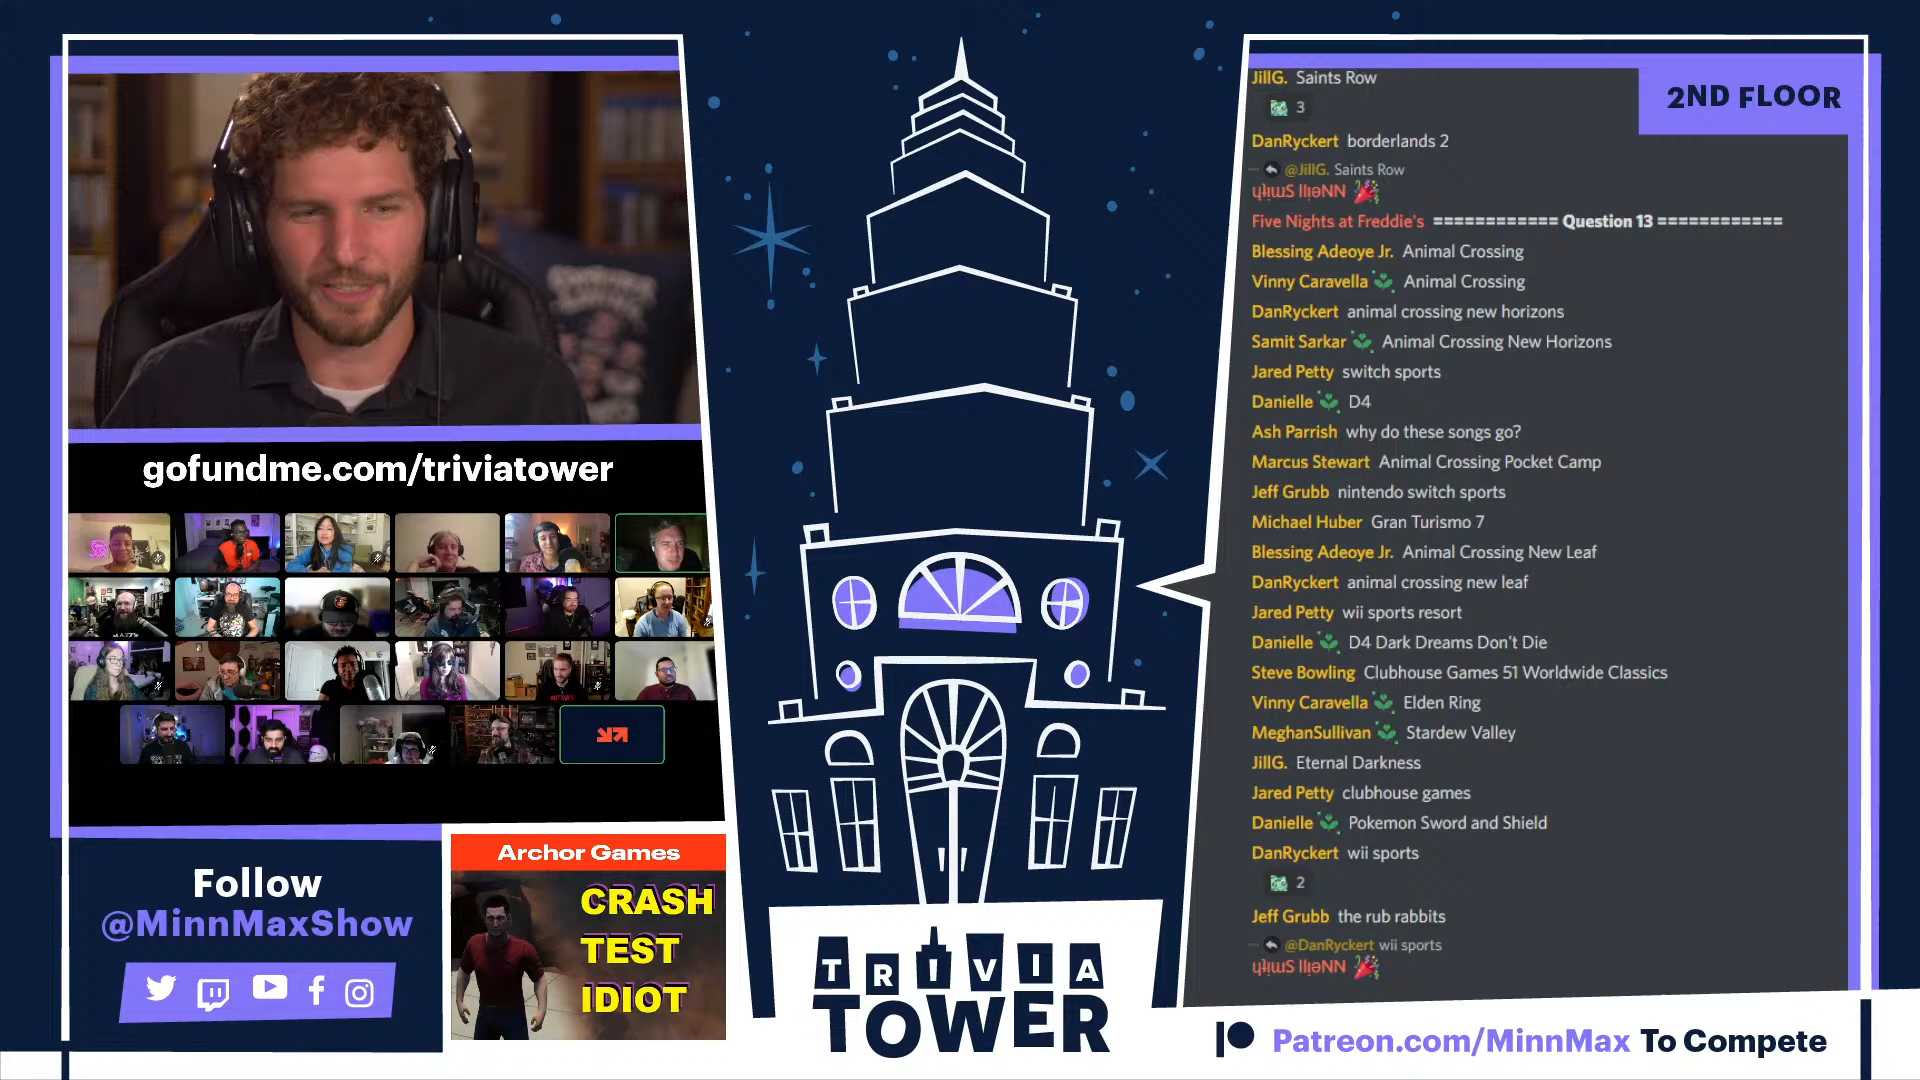 gofundme.com/triviatower
Follow
@MinnMaxShow
Archor Games
CRASH
TEST
IDIOT
TRIVIA
TOWER
2ND FLOOR
JillG. Saints Row
3
DanRyckert borderlands 2
@JillG. Saints Row
NNǝᴉll Sɯᴉʇɥ
Five Nights at Freddie's ============ Question 13 ============
Blessing Adeoye Jr. Animal Crossing
Vinny Caravella Animal Crossing
DanRyckert animal crossing new horizons
Samit Sarkar Animal Crossing New Horizons
Jared Petty switch sports
Danielle D4
Ash Parrish why do these songs go?
Marcus Stewart Animal Crossing Pocket Camp
Jeff Grubb nintendo switch sports
Michael Huber Gran Turismo 7
Blessing Adeoye Jr. Animal Crossing New Leaf
DanRyckert animal crossing new leaf
Jared Petty wii sports resort
Danielle D4 Dark Dreams Don't Die
Steve Bowling Clubhouse Games 51 Worldwide Classics
Vinny Caravella Elden Ring
MeghanSullivan Stardew Valley
JillG. Eternal Darkness
Jared Petty clubhouse games
Danielle Pokemon Sword and Shield
DanRyckert wii sports
2
Jeff Grubb the rub rabbits
@DanRyckert wii sports
Patreon.com/MinnMax To Compete